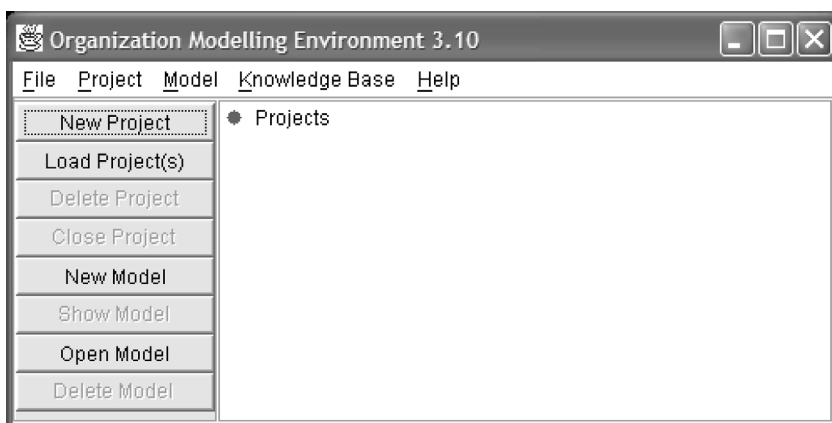 Organization Modelling Environment 3.10
File Project Model Knowledge Base Help
New Project
Load Project(s)
Delete Project
Close Project
New Model
Show Model
Open Model
Delete Model
Projects